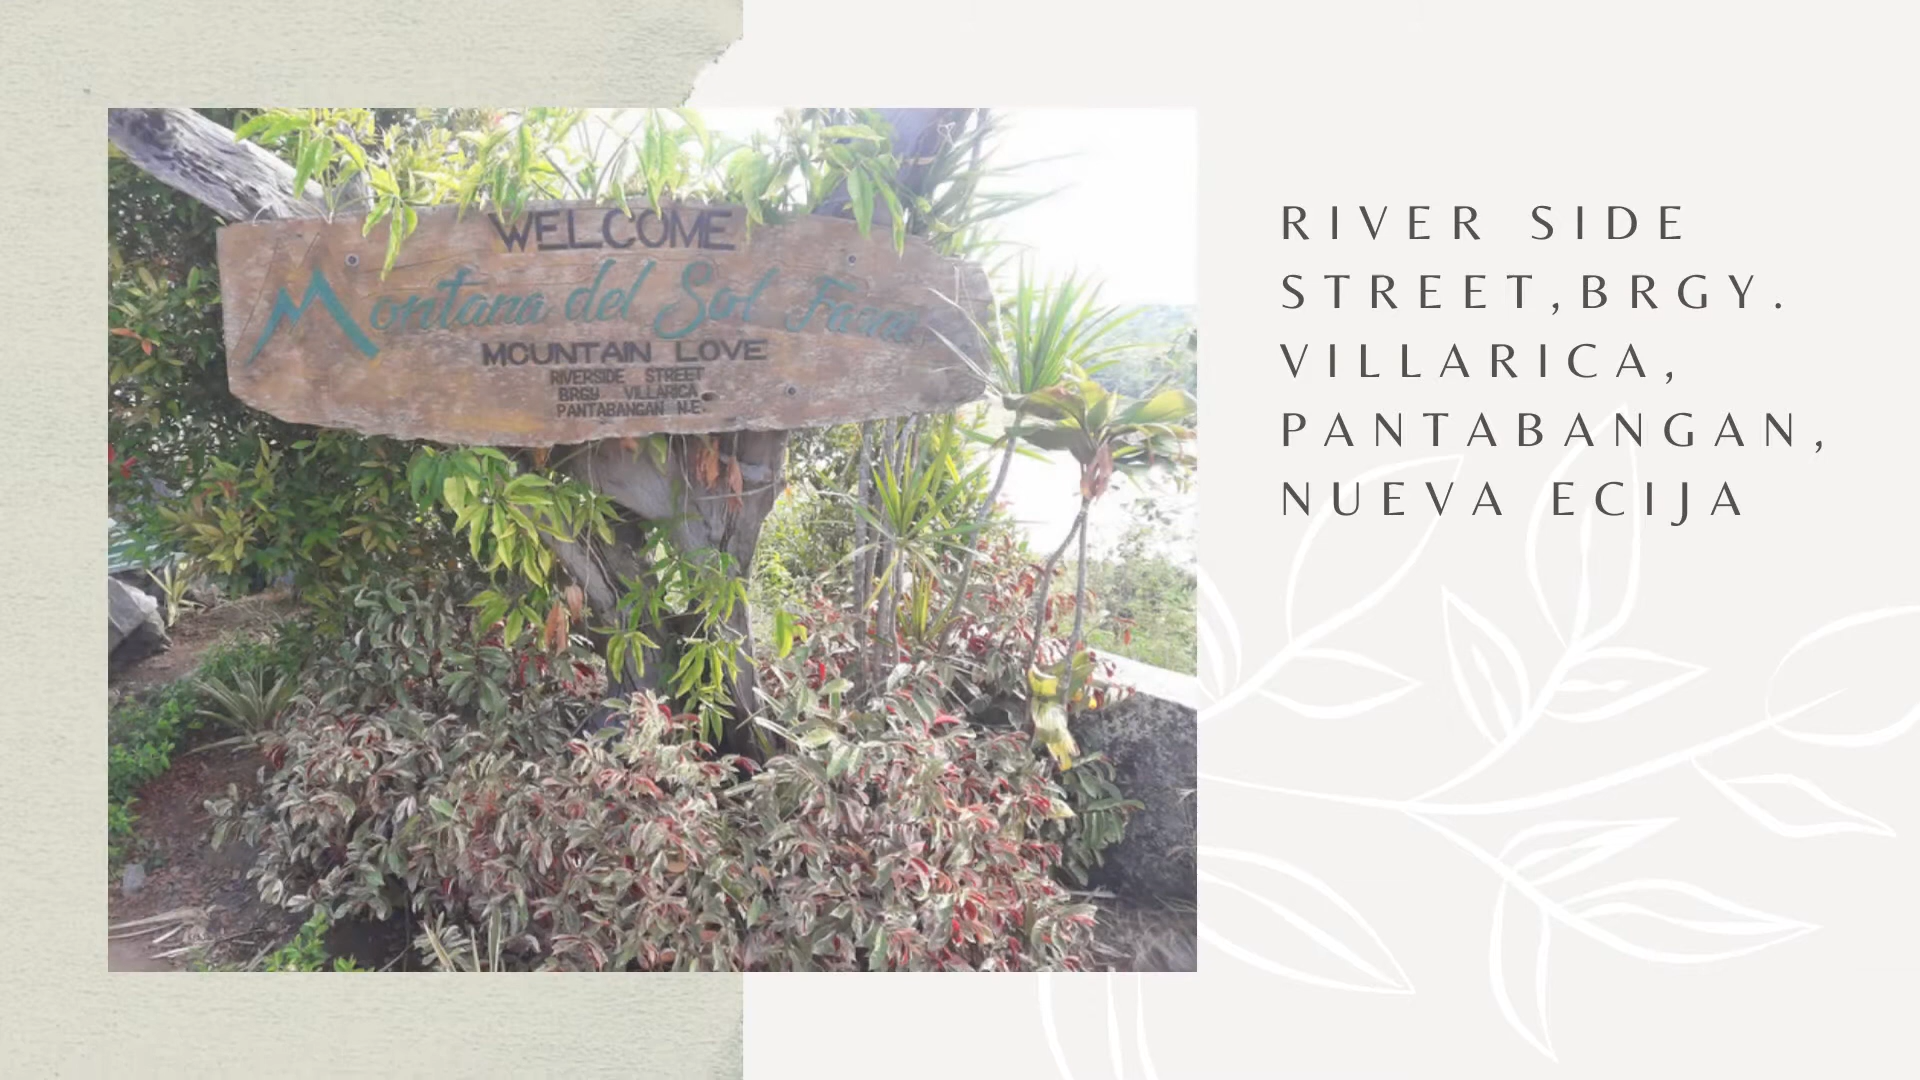 WELCOME
Montana del Sol Farm
MOUNTAIN LOVE
RIVERSIDE STREET
BRGY VILLARICA
PANTABANGAN N.E.
RIVER SIDE
STREET,BRGY.
VILLARICA,
PANTABANGAN,
NUEVA ECIJA